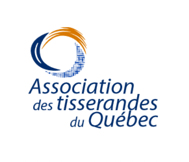 Association
des tisserandes
du Québec